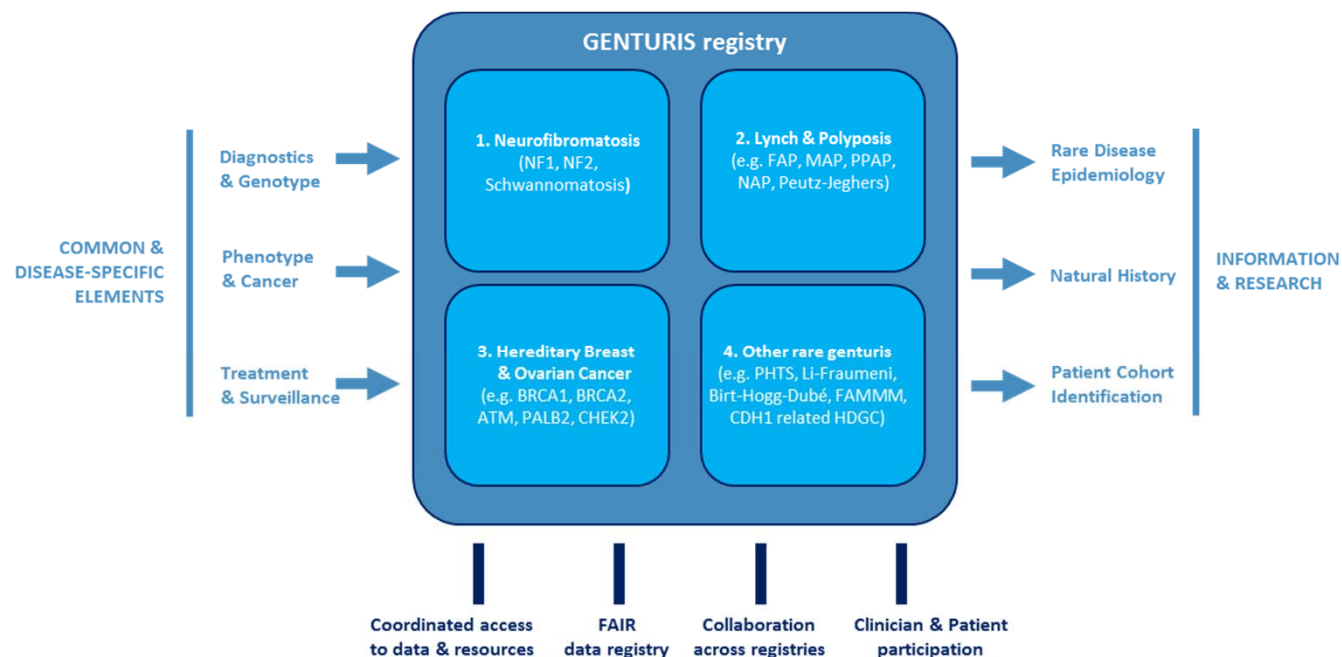 GENTURIS registry
1. Neurofibromatosis
(NF1, NF2,
Schwannomatosis)
2. Lynch & Polyposis
(e.g. FAP, MAP, PPAP,
NAP, Peutz-Jeghers)
3. Hereditary Breast
& Ovarian Cancer
(e.g. BRCA1, BRCA2,
ATM, PALB2, CHEK2)
4. Other rare genturis
(e.g. PHTS, Li-Fraumeni,
Birt-Hogg-Dubé, FAMMM,
CDH1 related HDGC)
COMMON &
DISEASE-SPECIFIC
ELEMENTS
Diagnostics
& Genotype
Phenotype
& Cancer
Treatment
& Surveillance
Rare Disease
Epidemiology
Natural History
Patient Cohort
Identification
INFORMATION
& RESEARCH
Coordinated access
to data & resources
FAIR
data registry
Collaboration
across registries
Clinician & Patient
participation